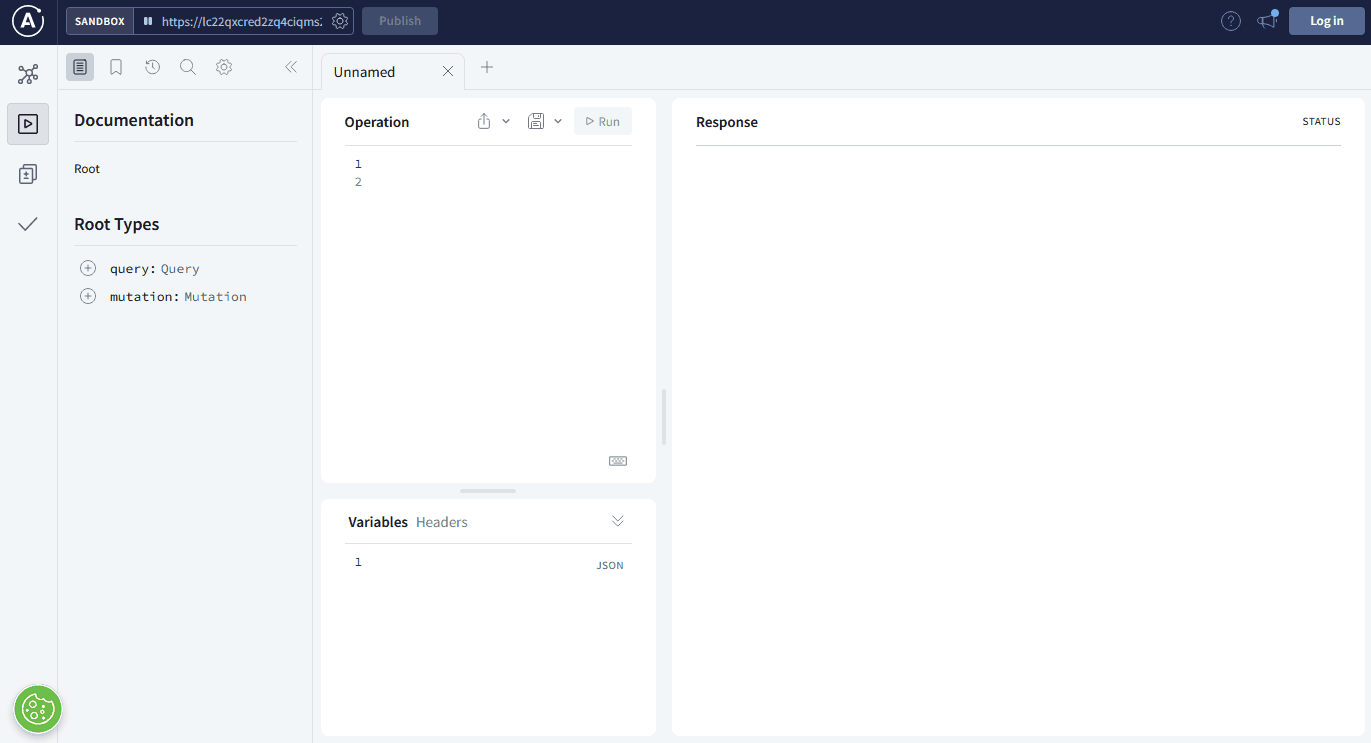 SANDBOX
https://lc22qxcred2zq4ciqms
Publish
Log in
Unnamed
Documentation
Root
Root Types
query: Query
mutation: Mutation
Operation
Run
1
2
Variables Headers
1
JSON
Response
STATUS